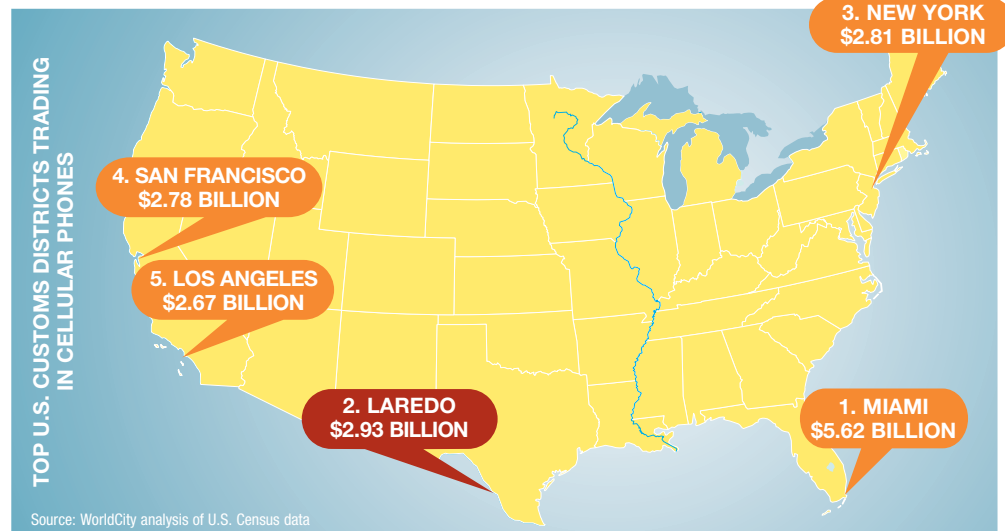 TOP U.S. CUSTOMS DISTRICTS TRADING
IN CELLULAR PHONES
3. NEW YORK
$2.81 BILLION
4. SAN FRANCISCO
$2.78 BILLION
5. LOS ANGELES
$2.67 BILLION
2. LAREDO
$2.93 BILLION
1. MIAMI
$5.62 BILLION
Source: WorldCity analysis of U.S. Census data